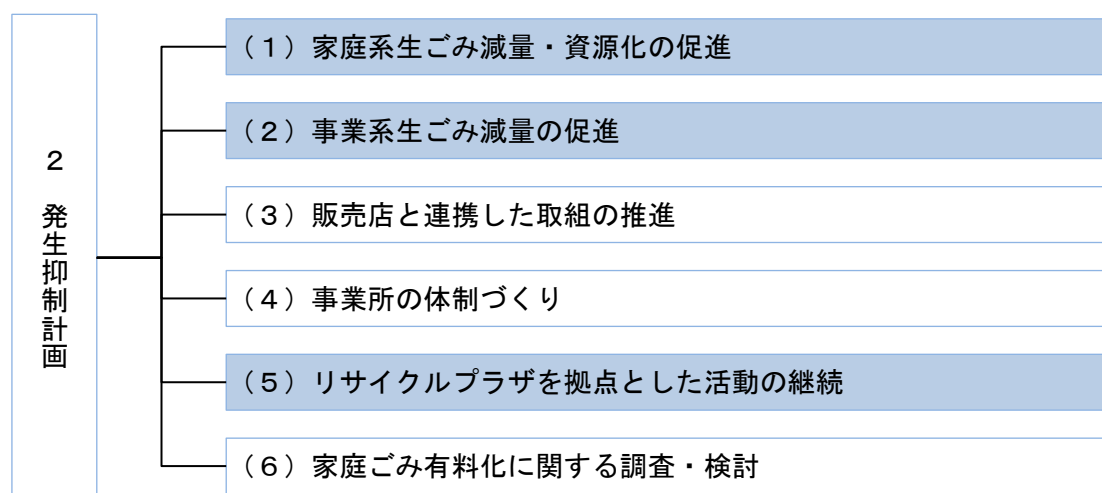 ２　発生抑制計画
（１）家庭系生ごみ減量・資源化の促進
（２）事業系生ごみ減量の促進
（３）販売店と連携した取組の推進
（４）事業所の体制づくり
（５）リサイクルプラザを拠点とした活動の継続
（６）家庭ごみ有料化に関する調査・検討